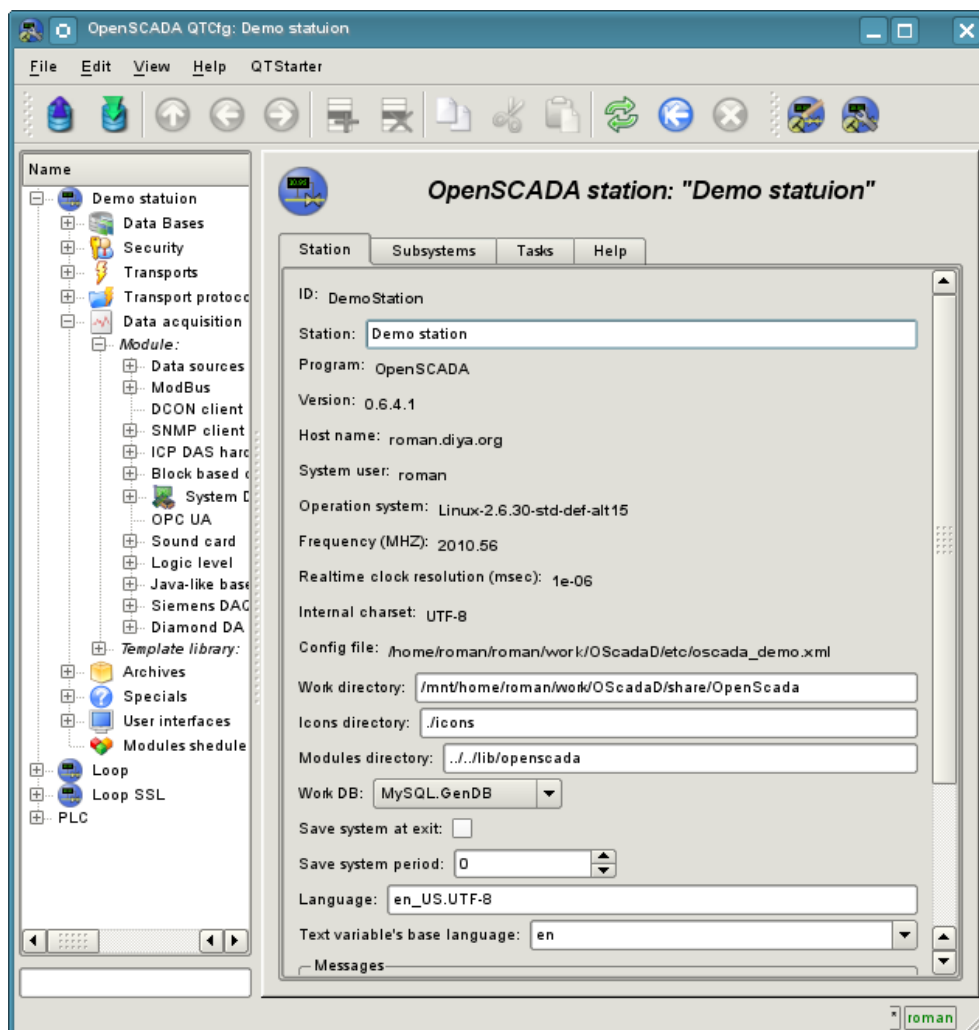 OpenSCADA QTCfg: Demo statuion
File Edit View Help QTStarter
Name
Demo statuion
Data Bases
Security
Transports
Transport protoco
Data acquisition
Module:
Data sources
ModBus
DCON client
SNMP client
ICP DAS hard
Block based c
System D
OPC UA
Sound card
Logic level
Java-like base
Siemens DAQ
Diamond DA
Template library:
Archives
Specials
User interfaces
Modules shedule
Loop
Loop SSL
PLC
OpenSCADA station: "Demo statuion"
Station Subsystems Tasks Help
ID: DemoStation
Station: Demo station
Program: OpenSCADA
Version: 0.6.4.1
Host name: roman.diya.org
System user: roman
Operation system: Linux-2.6.30-std-def-alt15
Frequency (MHZ): 2010.56
Realtime clock resolution (msec): 1e-06
Internal charset: UTF-8
Config file: /home/roman/roman/work/OScadaD/etc/oscada_demo.xml
Work directory: /mnt/home/roman/work/OScadaD/share/OpenScada
Icons directory: ./icons
Modules directory: ../../lib/openscada
Work DB: MySQL.GenDB
Save system at exit:
Save system period: 0
Language: en_US.UTF-8
Text variable's base language: en
Messages
* roman